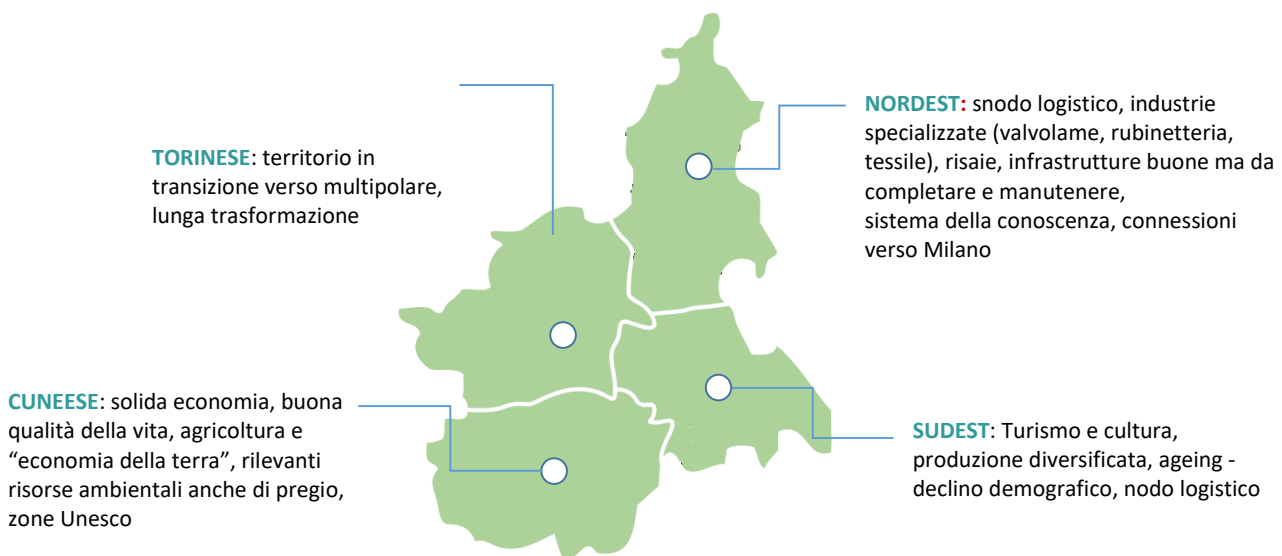 TORINESE: territorio in
transizione verso multipolare,
lunga trasformazione
NORDEST: snodo logistico, industrie
specializzate (valvolame, rubinetteria,
tessile), risaie, infrastrutture buone ma da
completare e manutenere,
sistema della conoscenza, connessioni
verso Milano
CUNEESE: solida economia, buona
qualità della vita, agricoltura e
“economia della terra”, rilevanti
risorse ambientali anche di pregio,
zone Unesco
SUDEST: Turismo e cultura,
produzione diversificata, ageing -
declino demografico, nodo logistico